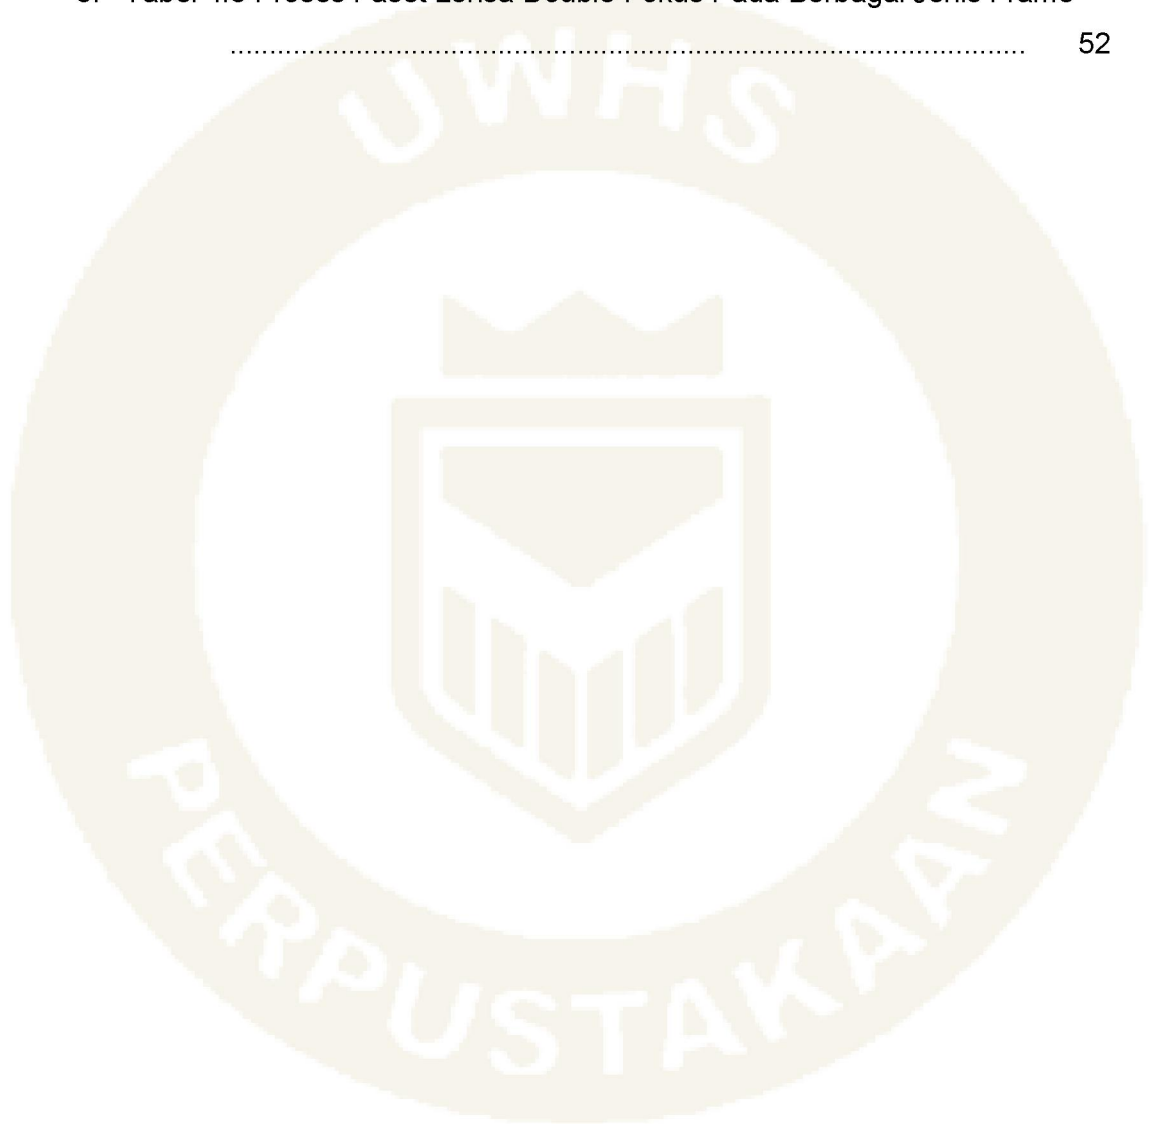 Tabel Proses Faset Lensa Double Fokus Pada Berbagai Jenis Frame
........................................................................................................ 52
UWHS
PERPUSTAKAAN